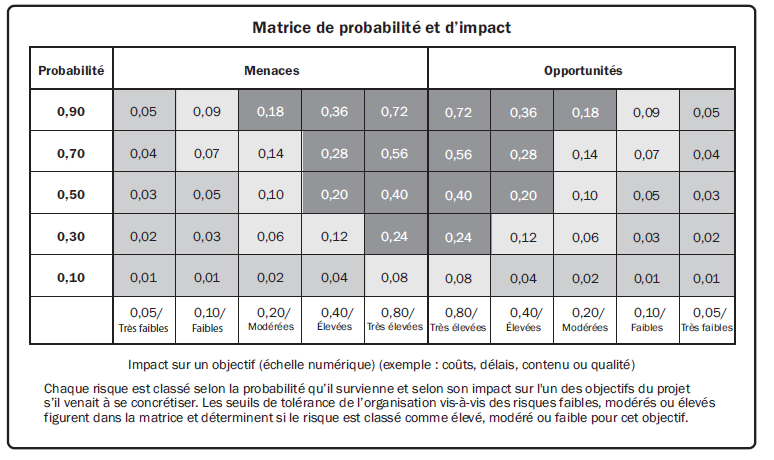 Matrice de probabilité et d'impact
Probabilité Menaces Opportunités
0,90 0,05 0,09 0,18 0,36 0,72 0,72 0,36 0,18 0,09 0,05
0,70 0,04 0,07 0,14 0,28 0,56 0,56 0,28 0,14 0,07 0,04
0,50 0,03 0,05 0,10 0,20 0,40 0,40 0,20 0,10 0,05 0,03
0,30 0,02 0,03 0,06 0,12 0,24 0,24 0,12 0,06 0,03 0,02
0,10 0,01 0,01 0,02 0,04 0,08 0,08 0,04 0,02 0,01 0,01
0,05/ 0,10/ 0,20/ 0,40/ 0,80/ 0,80/ 0,40/ 0,20/ 0,10/ 0,05/
Très faibles Faibles Modérées Élevées Très élevées Très élevées Élevées Modérées Faibles Très faibles
Impact sur un objectif (échelle numérique) (exemple : coûts, délais, contenu ou qualité)
Chaque risque est classé selon la probabilité qu'il survienne et selon son impact sur l'un des objectifs du projet
s'il venait à se concrétiser. Les seuils de tolérance de l'organisation vis-à-vis des risques faibles, modérés ou élevés
figurent dans la matrice et déterminent si le risque est classé comme élevé, modéré ou faible pour cet objectif.